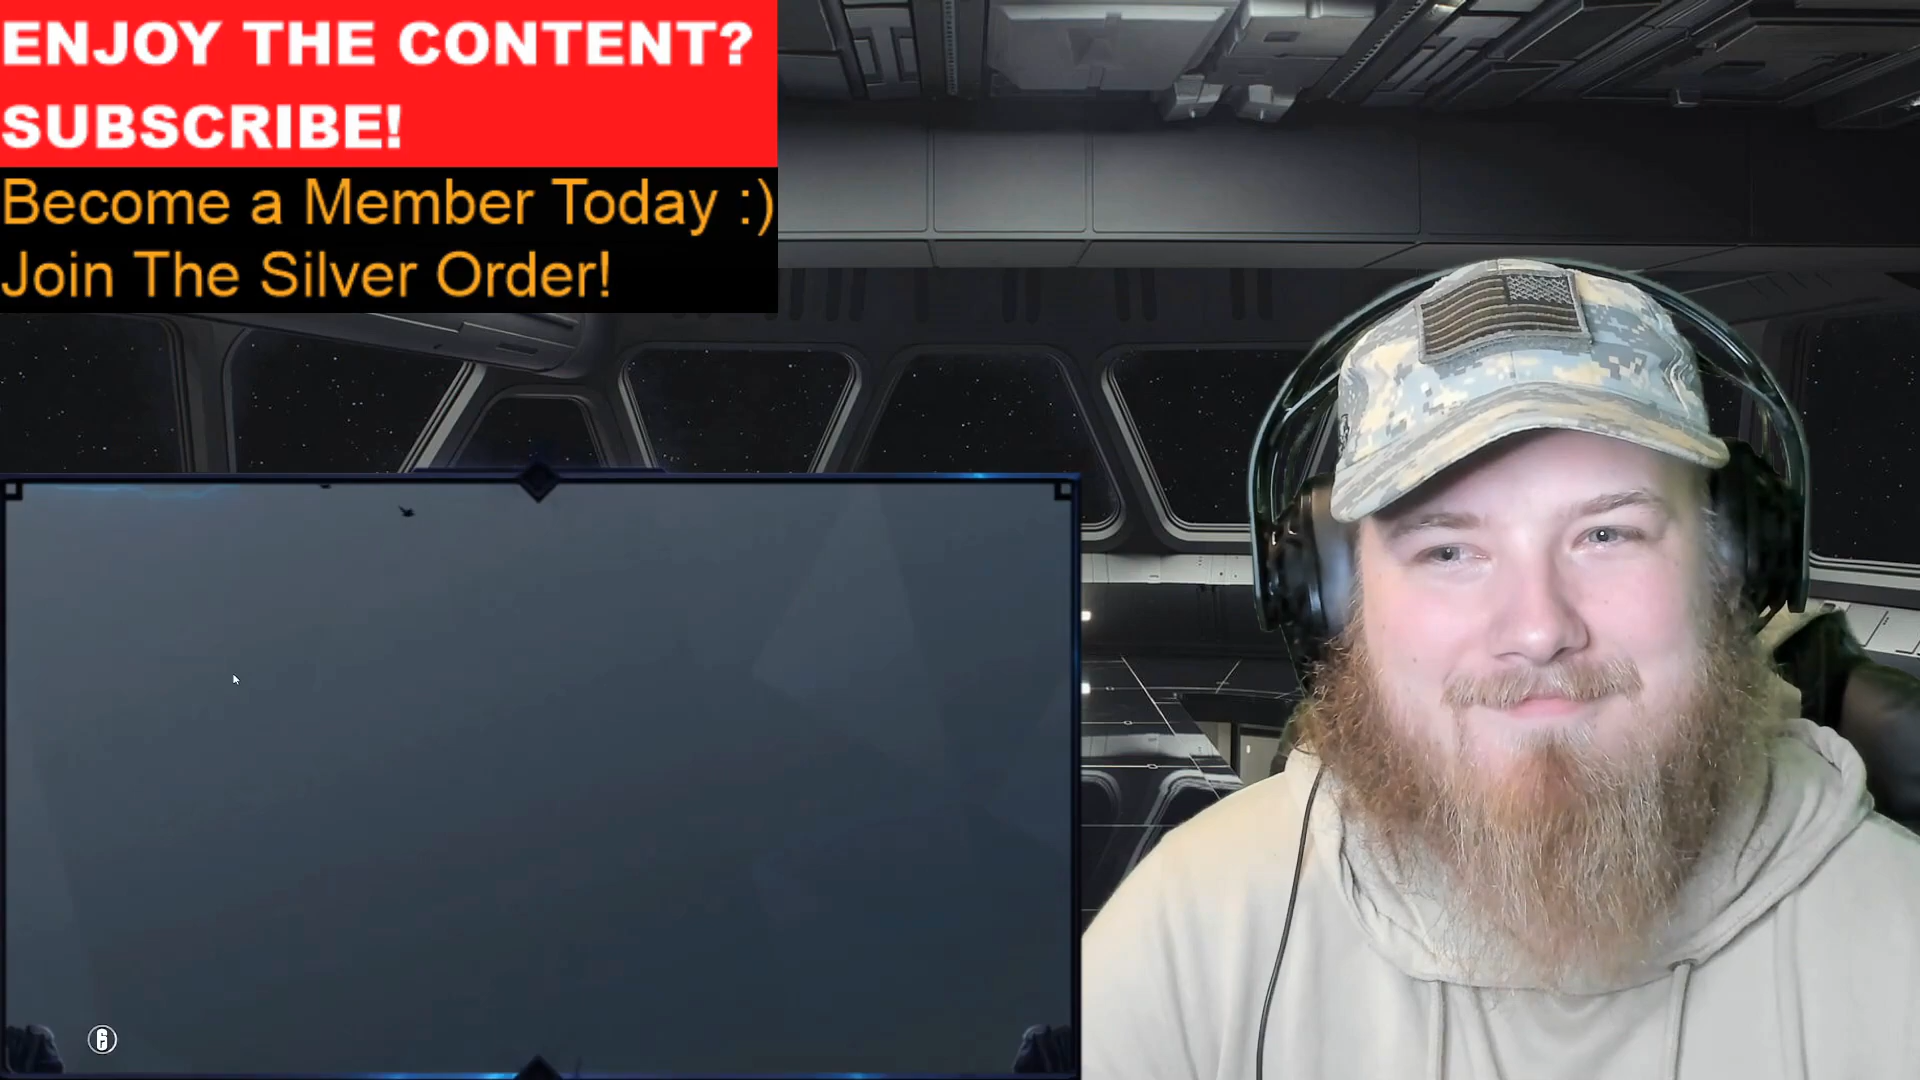 ENJOY THE CONTENT?
SUBSCRIBE!
Become a Member Today :)
Join The Silver Order!